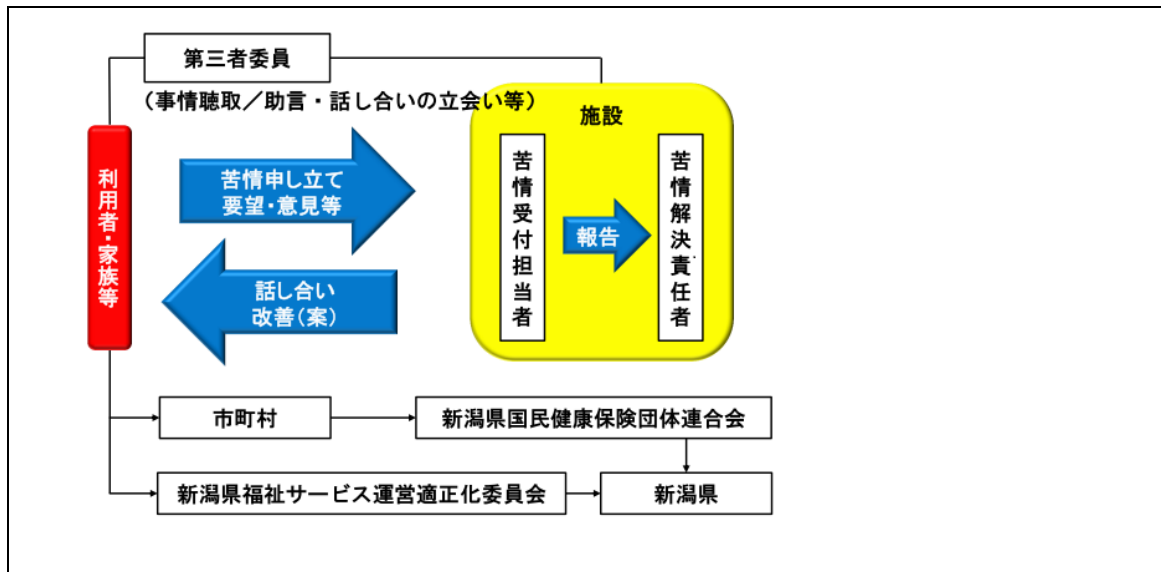 第三者委員
（事情聴取／助言・話し合いの立会い等）
施設
利用者・家族等
苦情申し立て
要望・意見等
苦情受付担当者
報告
苦情解決責任者
話し合い
改善（案）
市町村
新潟県国民健康保険団体連合会
新潟県福祉サービス運営適正化委員会
新潟県